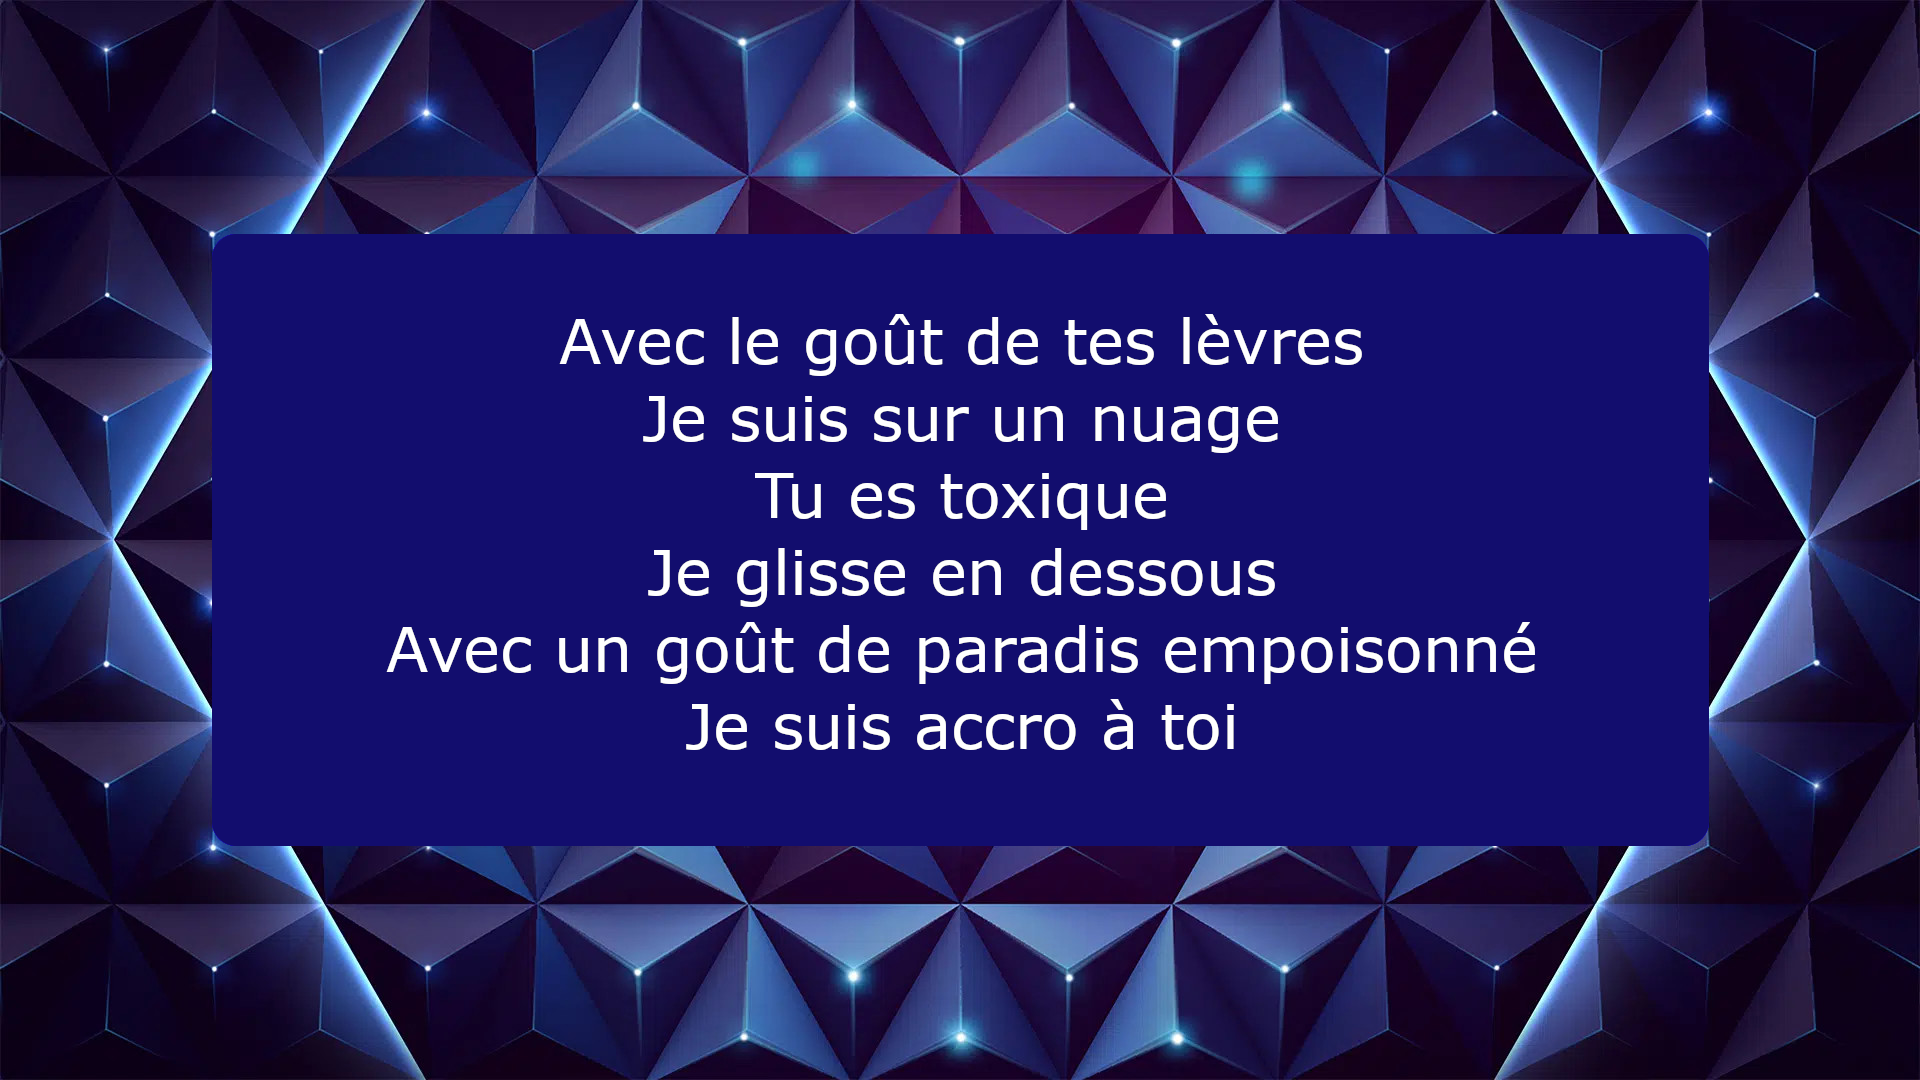 Avec le goût de tes lèvres
Je suis sur un nuage
Tu es toxique
Je glisse en dessous
Avec un goût de paradis empoisonné
Je suis accro à toi